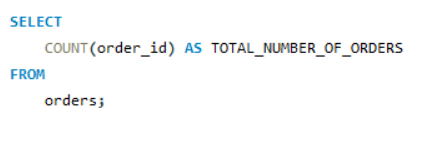 SELECT
    COUNT(order_id) AS TOTAL_NUMBER_OF_ORDERS
FROM
    orders;